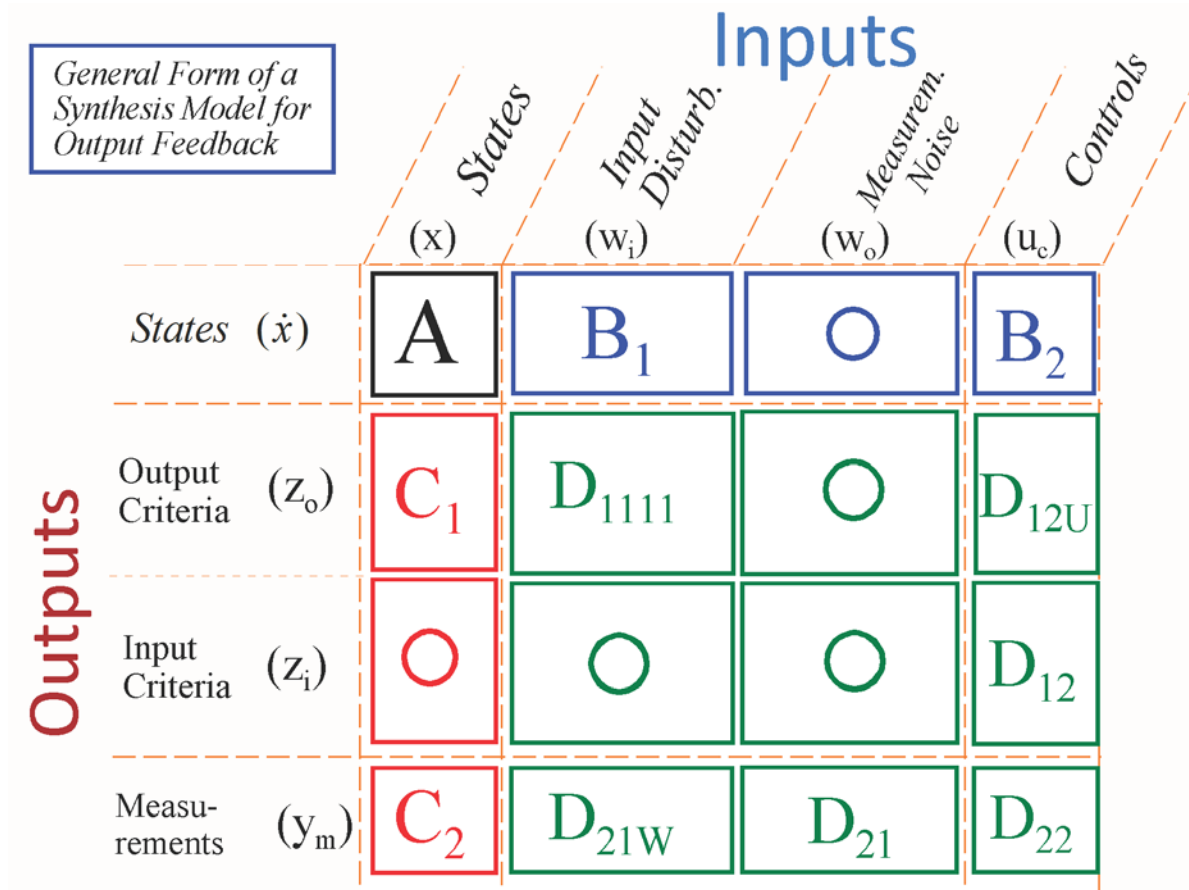 Inputs
General Form of a
Synthesis Model for
Output Feedback
States
Input
Disturb.
Measurem.
Noise
Controls
(x) (wᵢ) (wₒ) (u꜀)
States (ẋ) A B₁ O B₂
Outputs
Output
Criteria (zₒ) C₁ D₁₁₁₁ O D₁₂U
Input
Criteria (zᵢ) O O O D₁₂
Measu-
rements (yₘ) C₂ D₂₁W D₂₁ D₂₂